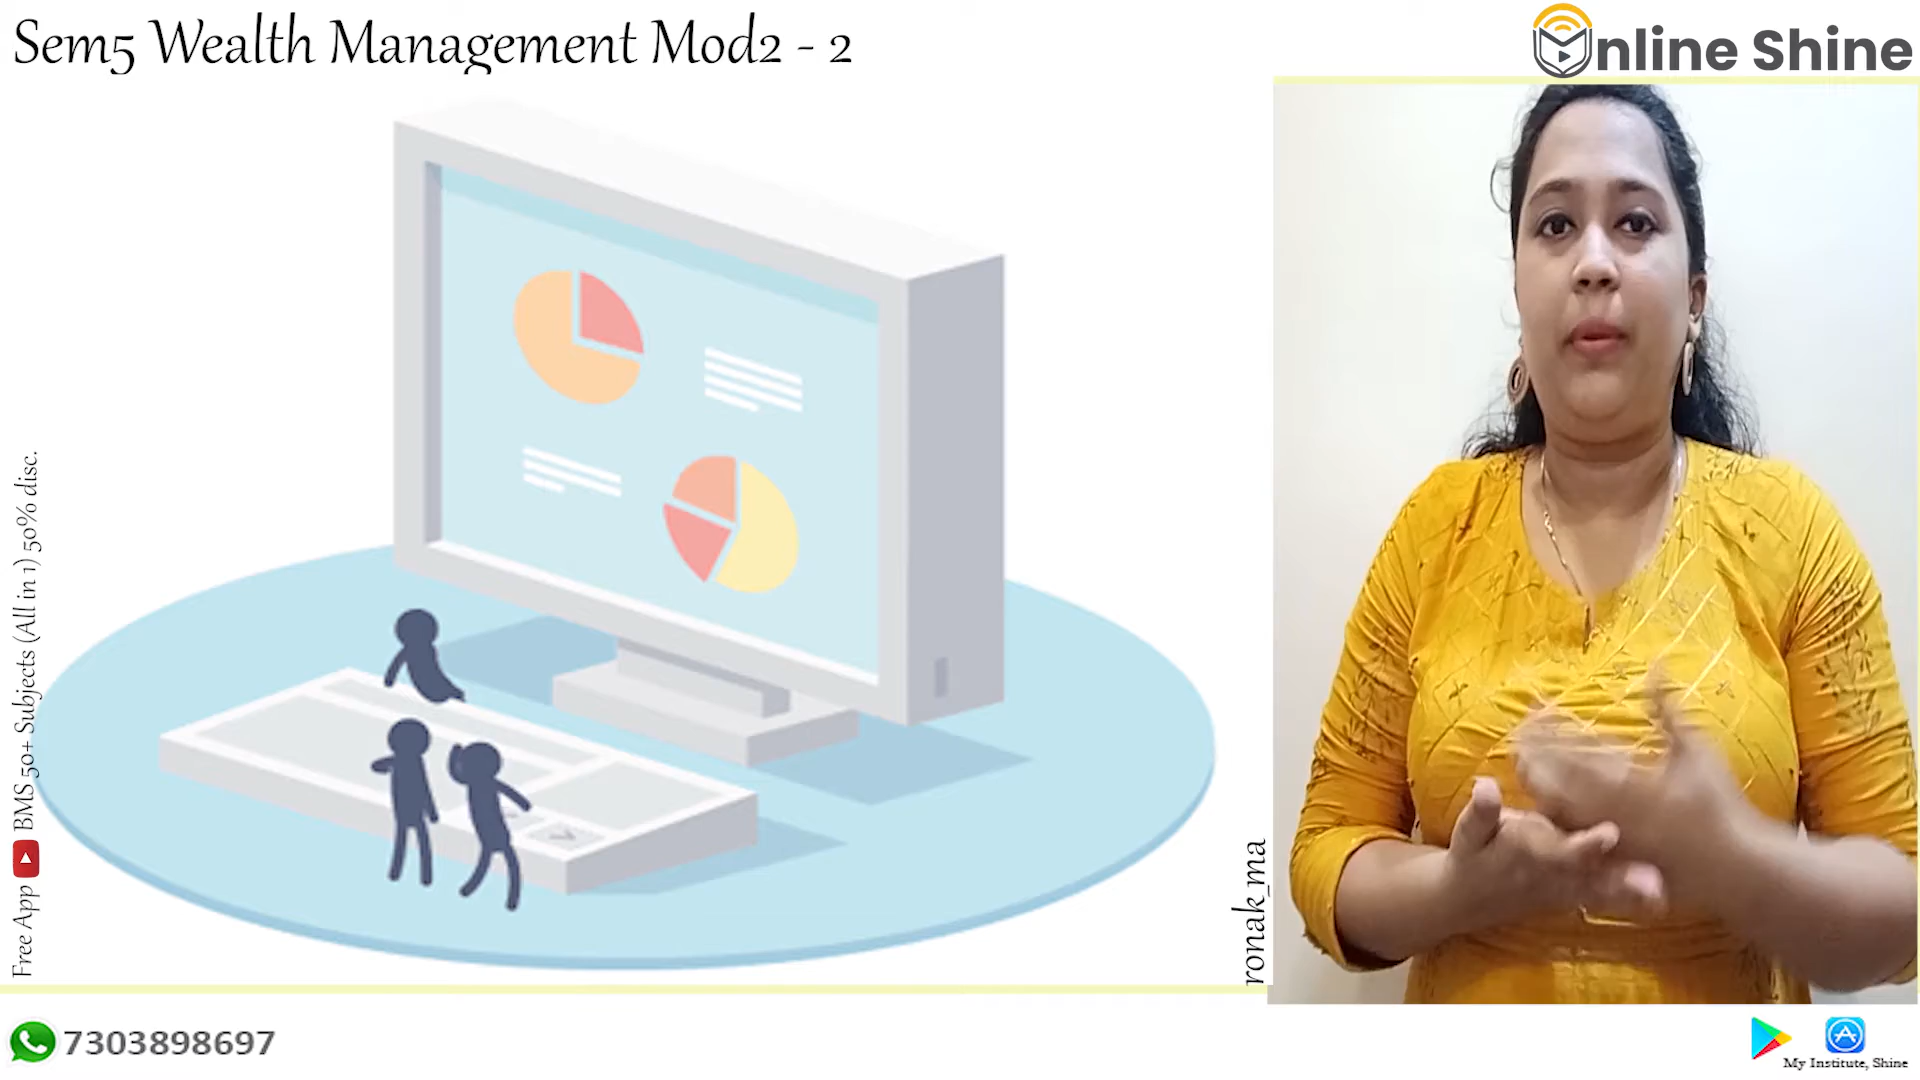 Sem5 Wealth Management Mod2 - 2
Online Shine
Free App BMS 50+ Subjects (All in 1) 50% disc.
ronak_ma
7303898697
My Institute, Shine